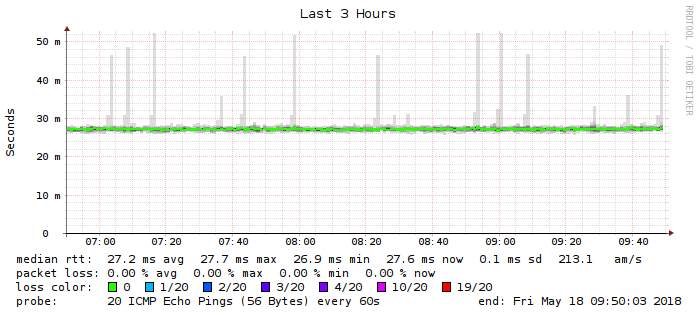 Last 3 Hours
RRDTOOL / TOBI OETIKER
Seconds
50 m
40 m
30 m
20 m
10 m
0
07:00 07:20 07:40 08:00 08:20 08:40 09:00 09:20 09:40
median rtt: 27.2 ms avg 27.7 ms max 26.9 ms min 27.6 ms now 0.1 ms sd 213.1 am/s
packet loss: 0.00 % avg 0.00 % max 0.00 % min 0.00 % now
loss color: 0 1/20 2/20 3/20 4/20 10/20 19/20
probe: 20 ICMP Echo Pings (56 Bytes) every 60s end: Fri May 18 09:50:03 2018